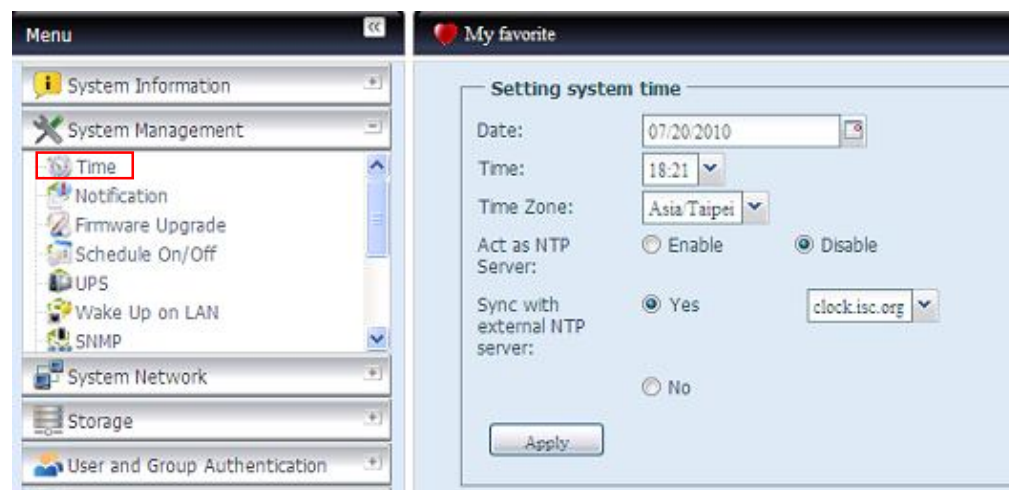 Menu
My favorite
System Information
System Management
Time
Notification
Firmware Upgrade
Schedule On/Off
UPS
Wake Up on LAN
SNMP
System Network
Storage
User and Group Authentication
Setting system time
Date: 07/20/2010
Time: 18:21
Time Zone: Asia/Taipei
Act as NTP Enable Disable
Server:
Sync with Yes clock.isc.org
external NTP
server:
No
Apply